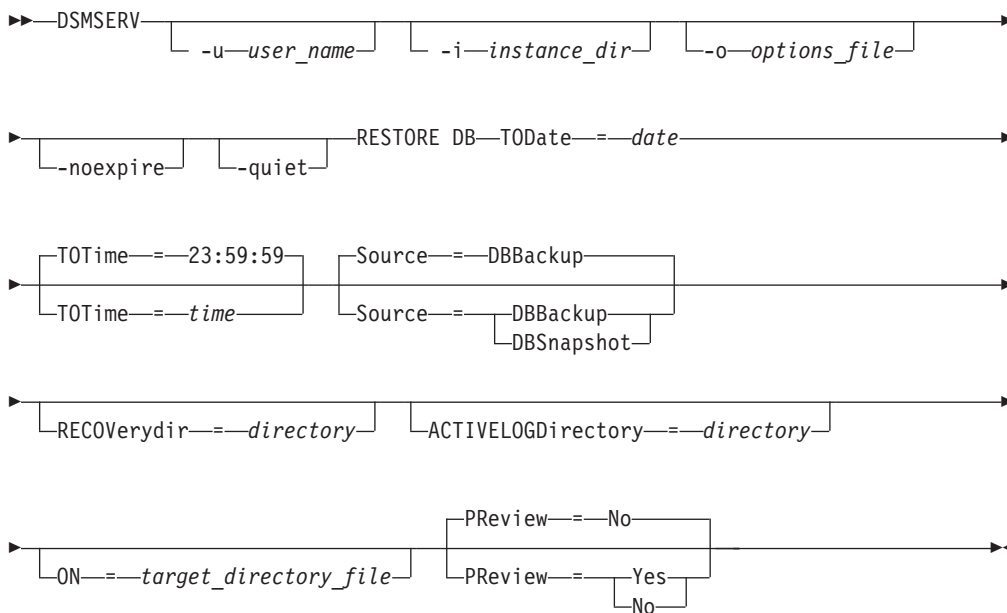 DSMSERV
-u user_name -i instance_dir -o options_file
RESTORE DB TODate = date
-noexpire -quiet
TOTime = 23:59:59 Source = DBBackup
TOTime = time Source = DBBackup
DBSnapshot
RECOVerydir = directory ACTIVELOGDirectory = directory
PReview = No
ON = target_directory_file PReview = Yes
No